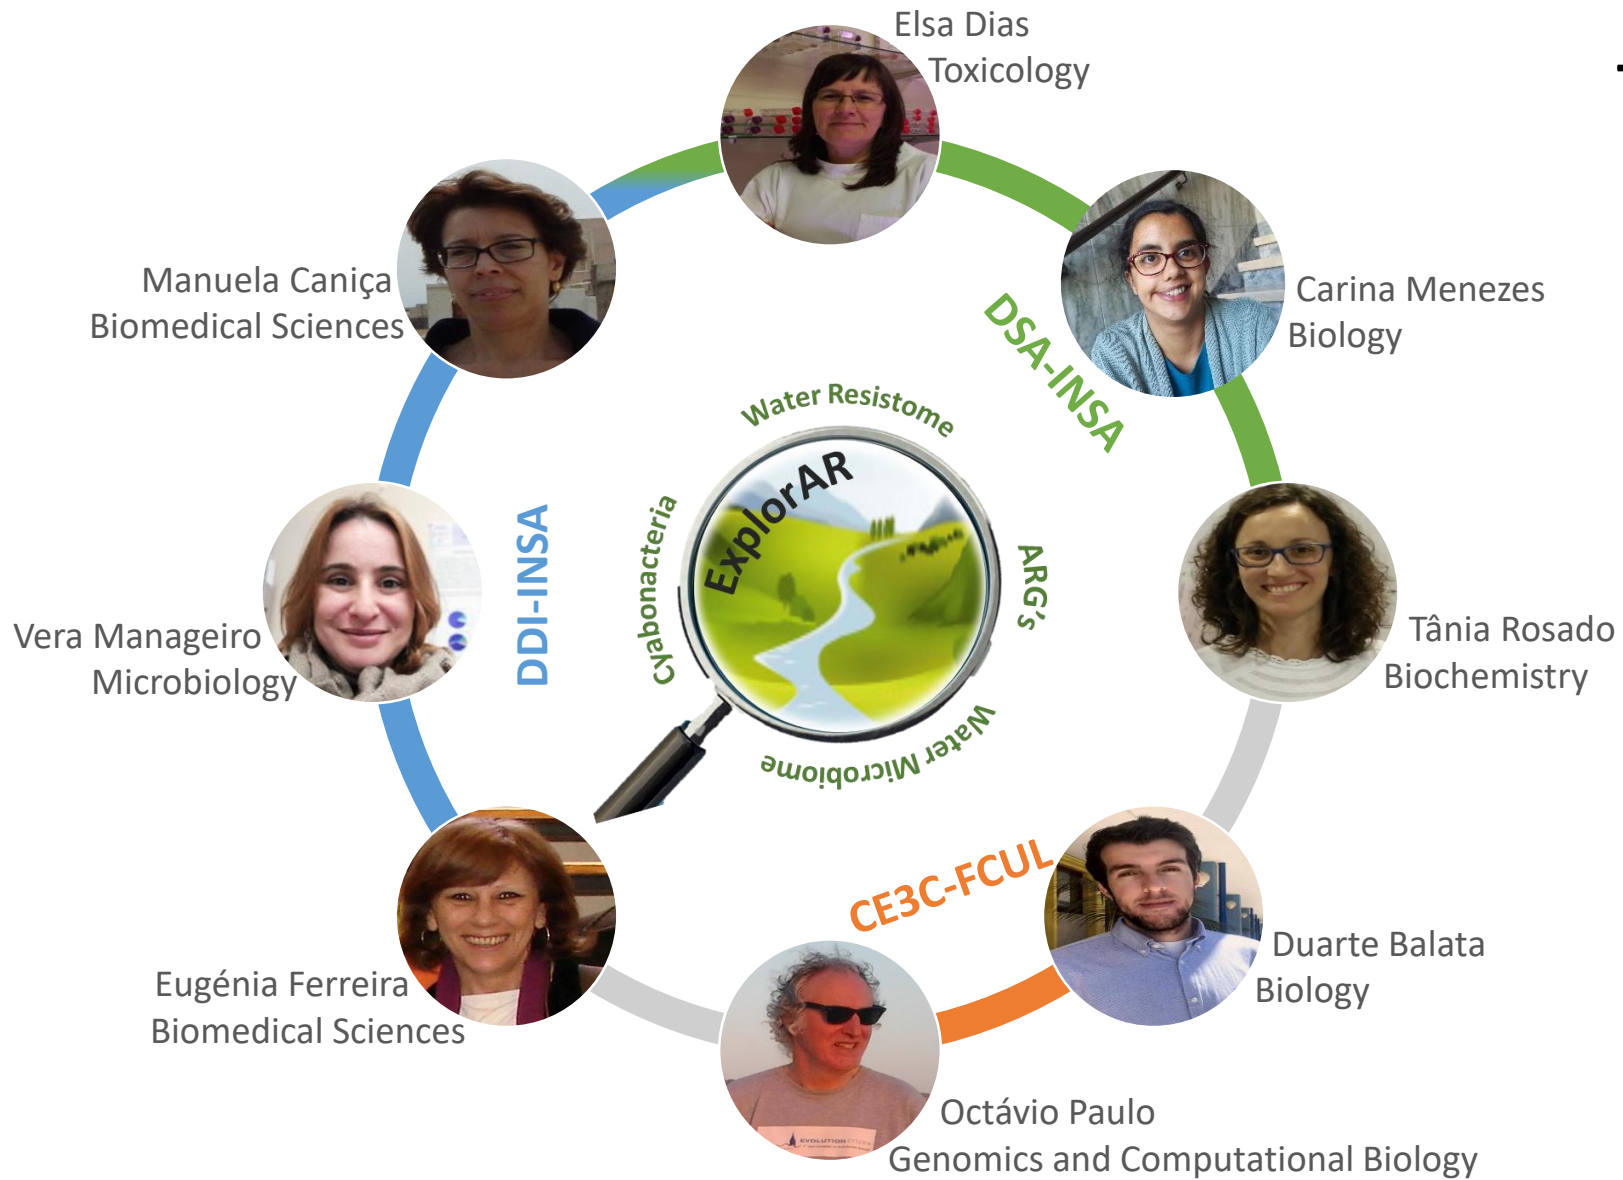 Elsa Dias
Toxicology
Manuela Caniça
Biomedical Sciences
Carina Menezes
Biology
DSA-INSA
Water Resistome
ExplorAR
Cyabonacteria
ARG's
Water Microbiome
DDI-INSA
Vera Manageiro
Microbiology
Tânia Rosado
Biochemistry
CE3C-FCUL
Duarte Balata
Biology
Eugénia Ferreira
Biomedical Sciences
Octávio Paulo
Genomics and Computational Biology
EVOLUTION